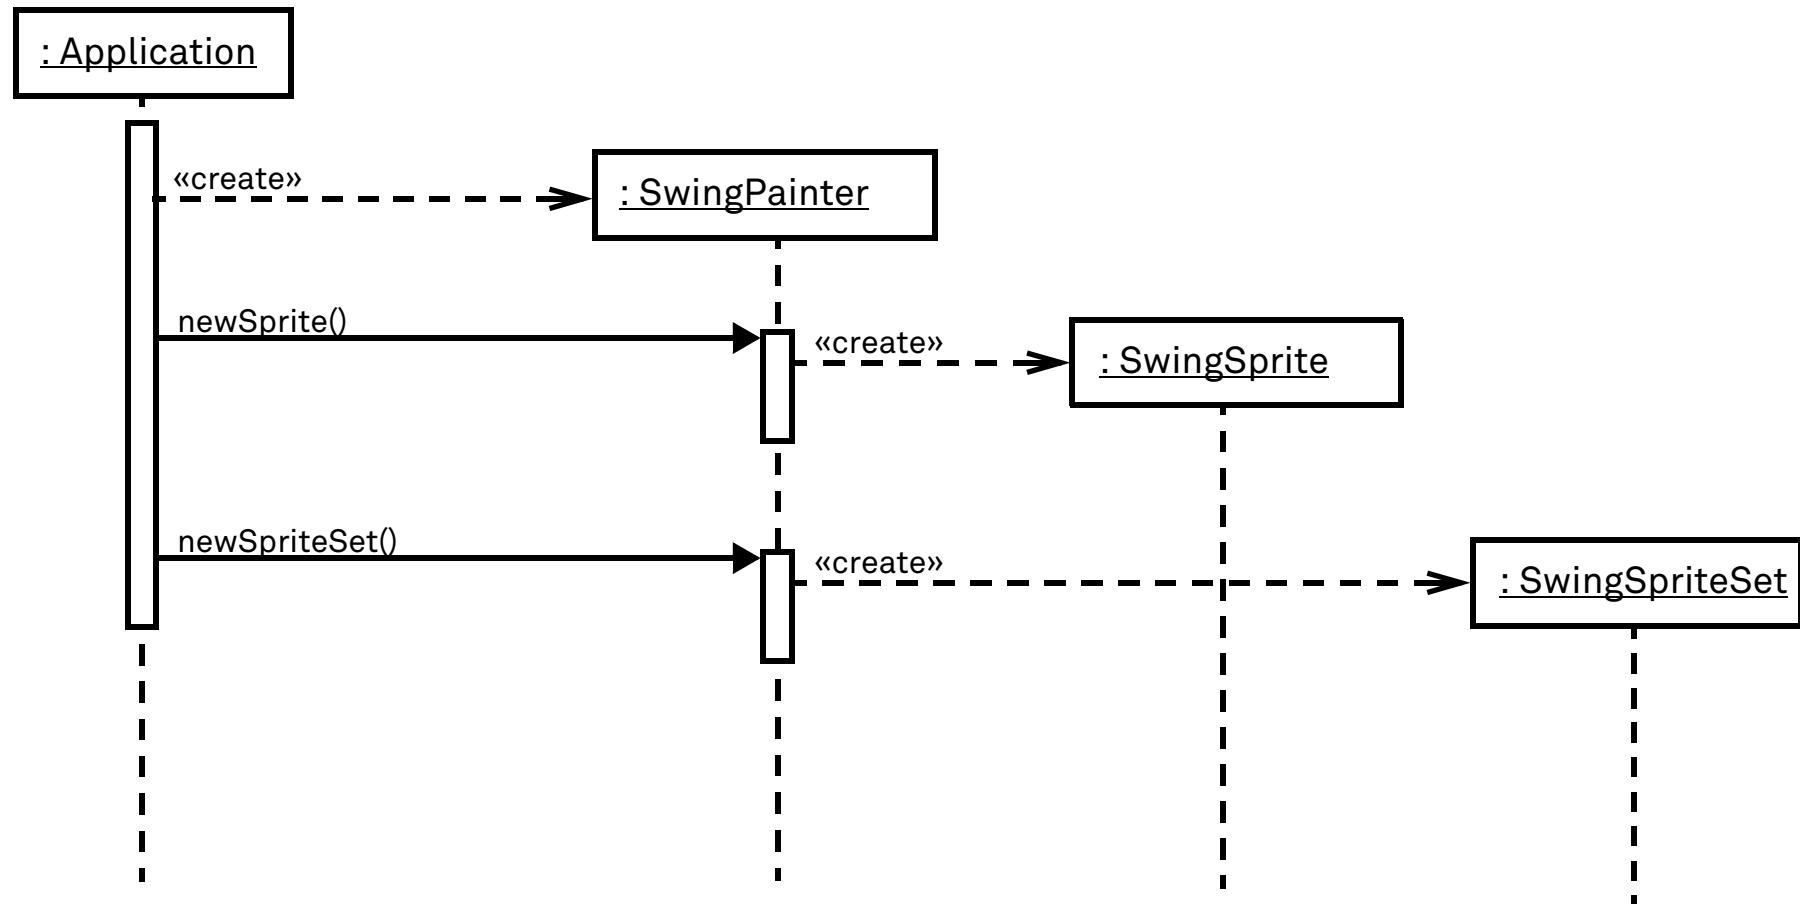 : Application
«create»
: SwingPainter
newSprite()
«create»
: SwingSprite
newSpriteSet()
«create»
: SwingSpriteSet